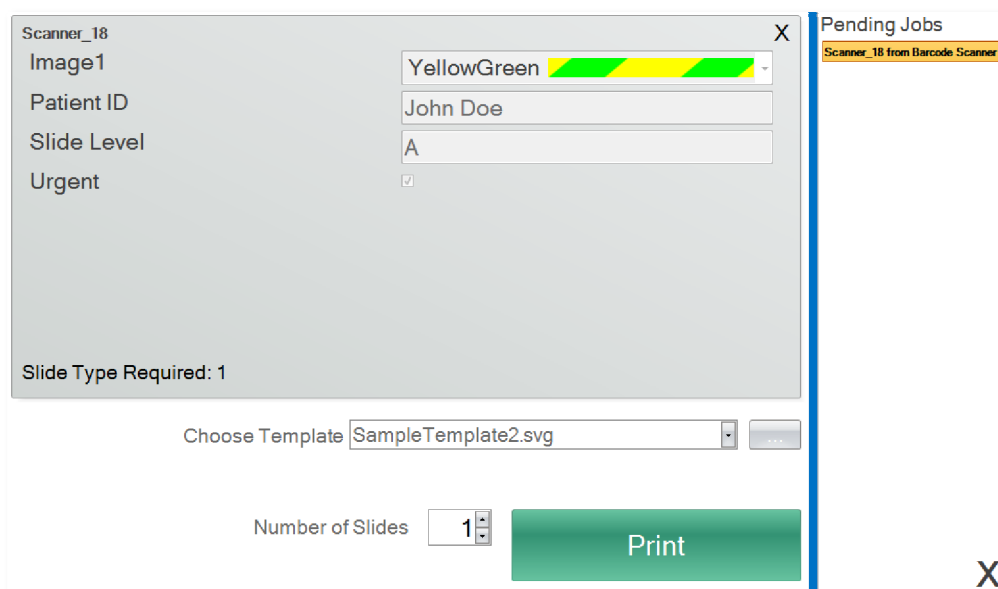 Scanner_18 X
Image1 YellowGreen
Patient ID John Doe
Slide Level A
Urgent
Slide Type Required: 1
Choose Template SampleTemplate2.svg ...
Number of Slides 1
Print
Pending Jobs
Scanner_18 from Barcode Scanner
X